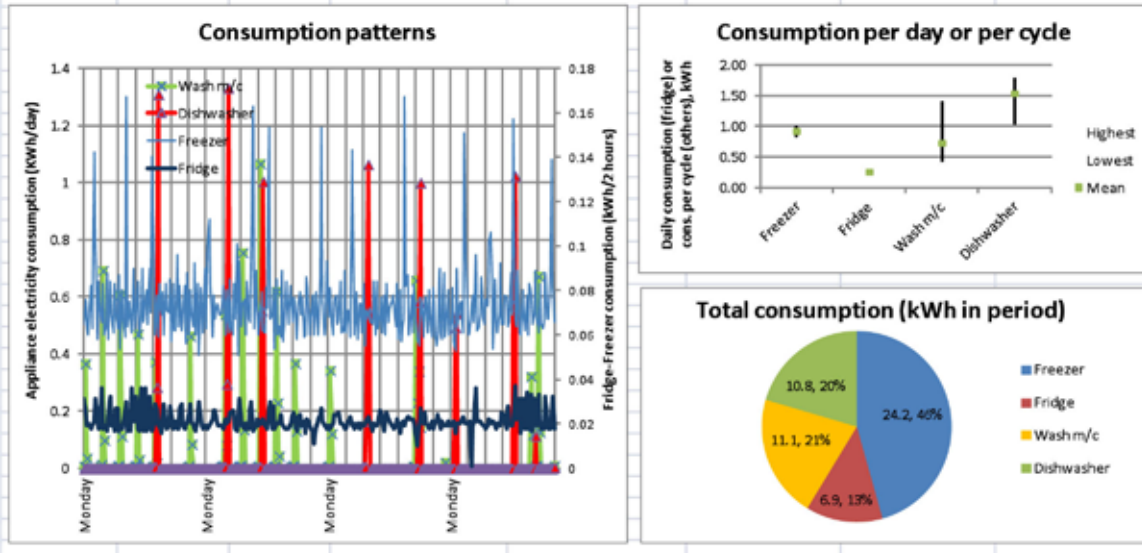 Consumption patterns
Appliance electricity consumption (KWh/day)
1.4
1.2
1
0.8
0.6
0.4
0.2
0
Wash m/c
Dishwasher
Freezer
Fridge
0.18
0.16
0.14
0.12
0.1
0.08
0.06
0.04
0.02
0
Fridge-Freezer consumption (kWh/2 hours)
Monday
Monday
Monday
Monday
Consumption per day or per cycle
Daily consumption (fridge) or
cons. per cycle (others), kWh
2.00
1.50
1.00
0.50
0.00
Freezer
Fridge
Wash m/c
Dishwasher
Highest
Lowest
Mean
Total consumption (kWh in period)
10.8, 20%
24.2, 46%
11.1, 21%
6.9, 13%
Freezer
Fridge
Wash m/c
Dishwasher